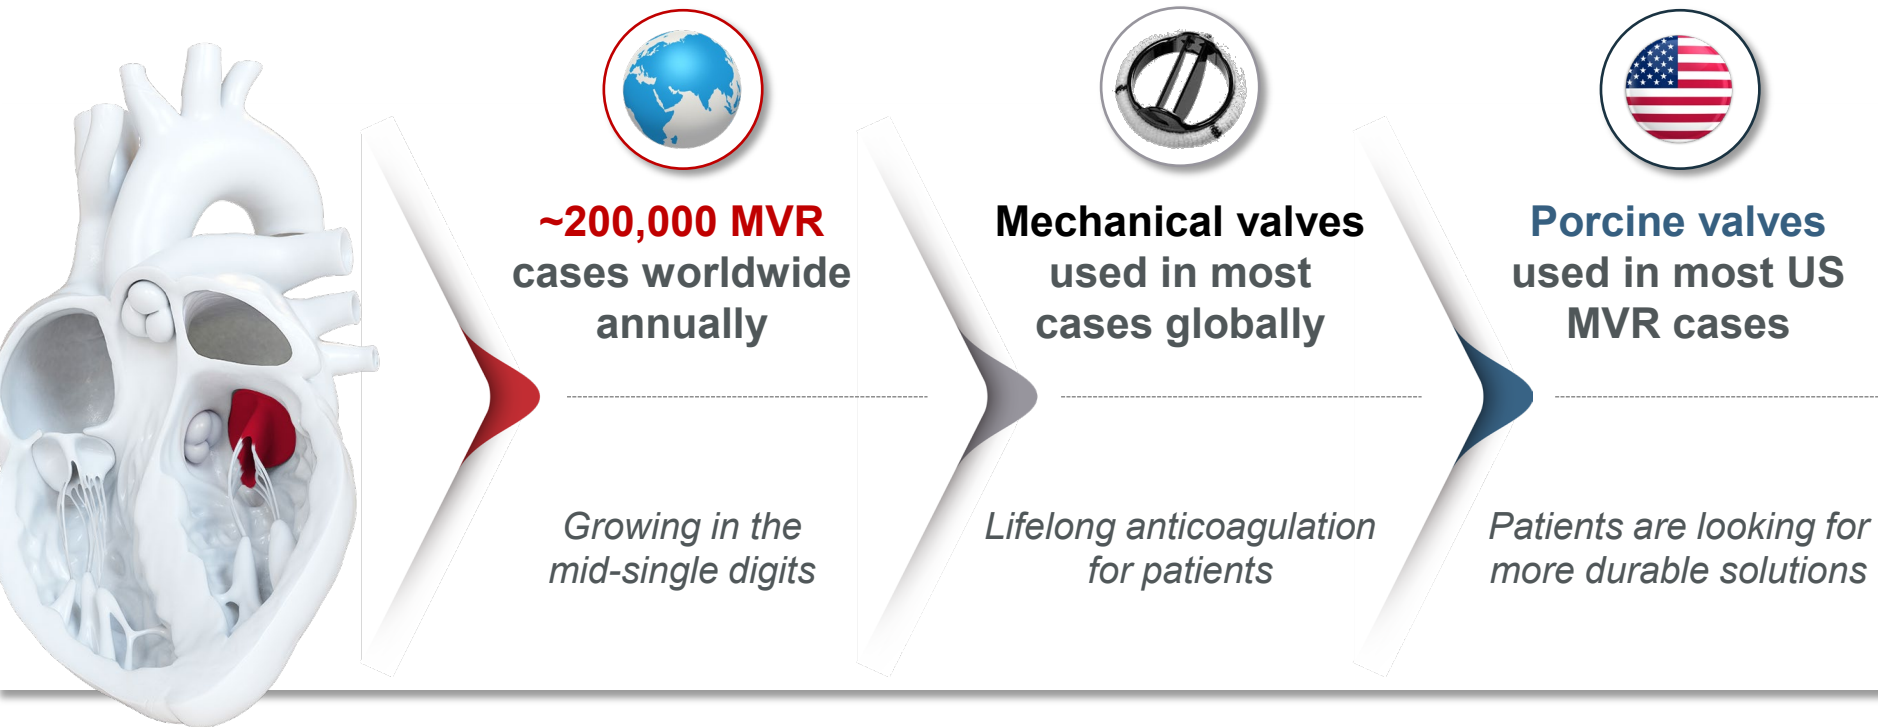 ~200,000 MVR
cases worldwide
annually
Growing in the
mid-single digits
Mechanical valves
used in most
cases globally
Lifelong anticoagulation
for patients
Porcine valves
used in most US
MVR cases
Patients are looking for
more durable solutions